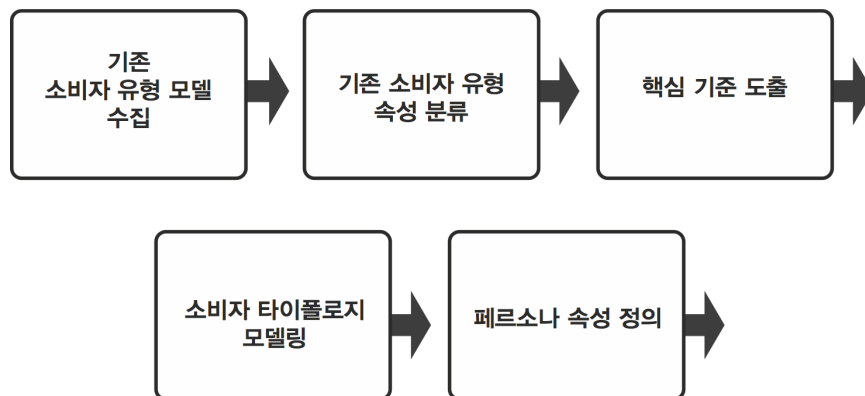 기존
소비자 유형 모델
수집
기존 소비자 유형
속성 분류
핵심 기준 도출
소비자 타이폴로지
모델링
페르소나 속성 정의